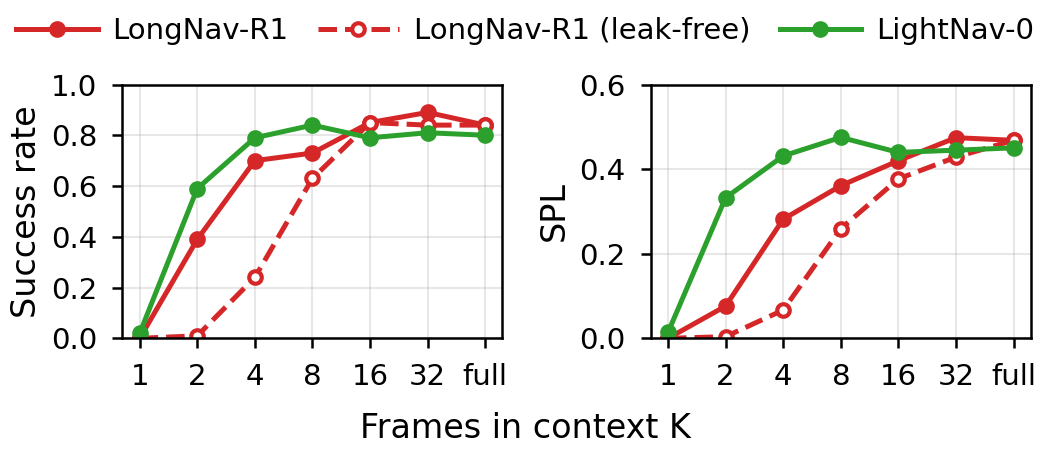 LongNav-R1 LongNav-R1 (leak-free) LightNav-0
Success rate
1.0
0.8
0.6
0.4
0.2
0.0
1 2 4 8 16 32 full
SPL
0.6
0.4
0.2
0.0
1 2 4 8 16 32 full
Frames in context K